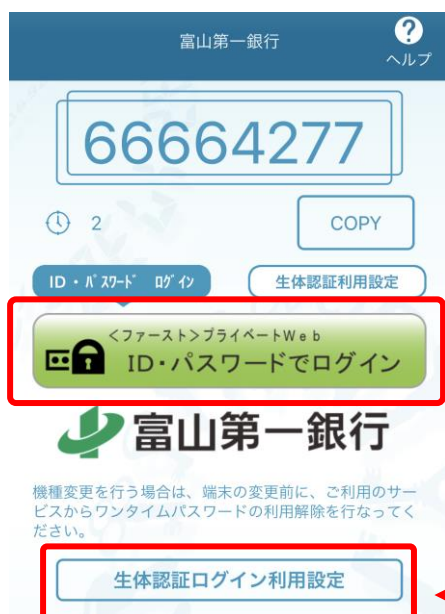 富山第一銀行
?
ヘルプ
66664277
2
COPY
ID・ﾊﾟｽﾜｰﾄﾞ ﾛｸﾞｲﾝ
生体認証利用設定
<ファースト>プライベートWeb
ID・パスワードでログイン
富山第一銀行
機種変更を行う場合は、端末の変更前に、ご利用のサー
ビスからワンタイムパスワードの利用解除を行なってく
ださい。
生体認証ログイン利用設定